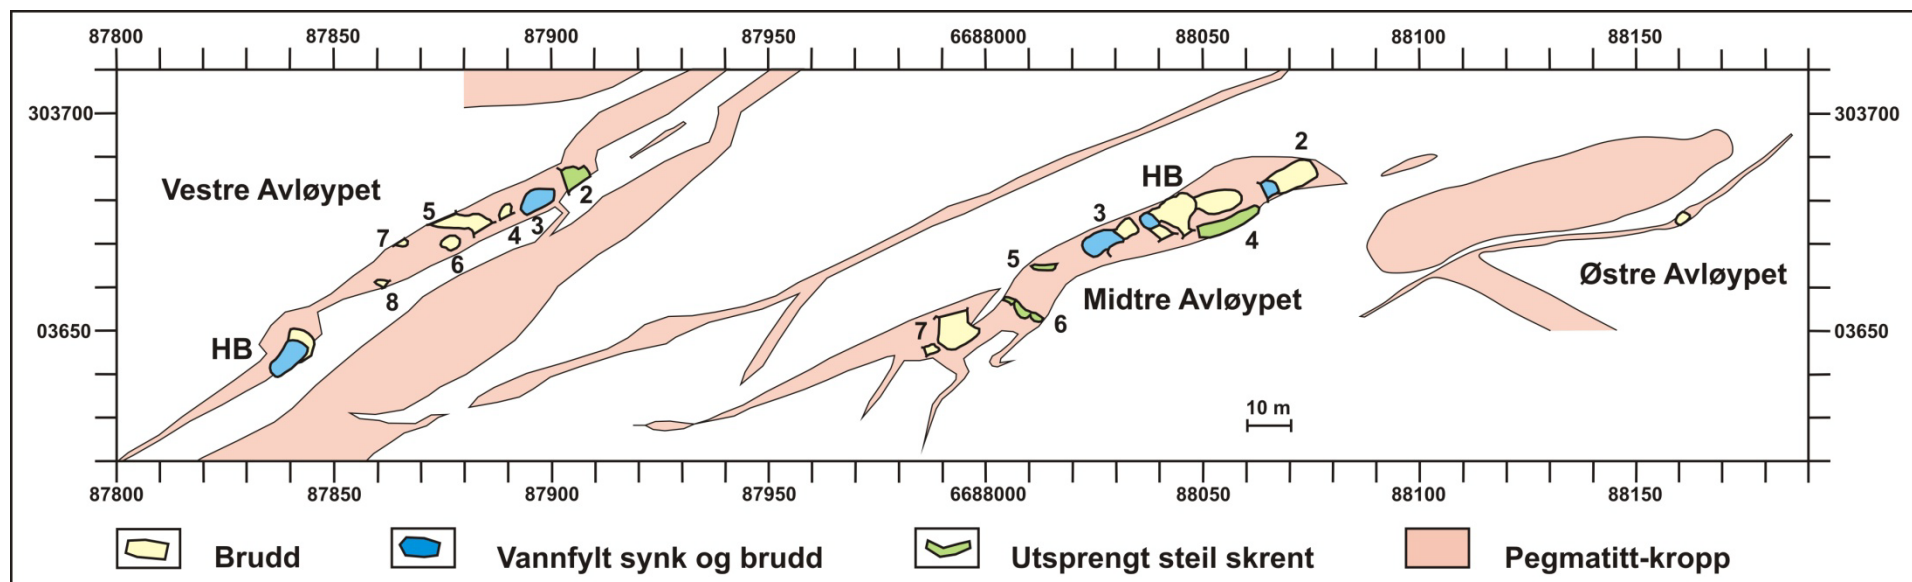 87800 87850 87900 87950 6688000 88050 88100 88150
303700 303700
2
Vestre Avløypet HB
2
5 3 4 3
7 4
6 5 Østre Avløypet
8 Midtre Avløypet
03650 HB 7 6 03650
10 m
87800 87850 87900 87950 6688000 88050 88100 88150
Brudd Vannfylt synk og brudd Utsprengt steil skrent Pegmatitt-kropp